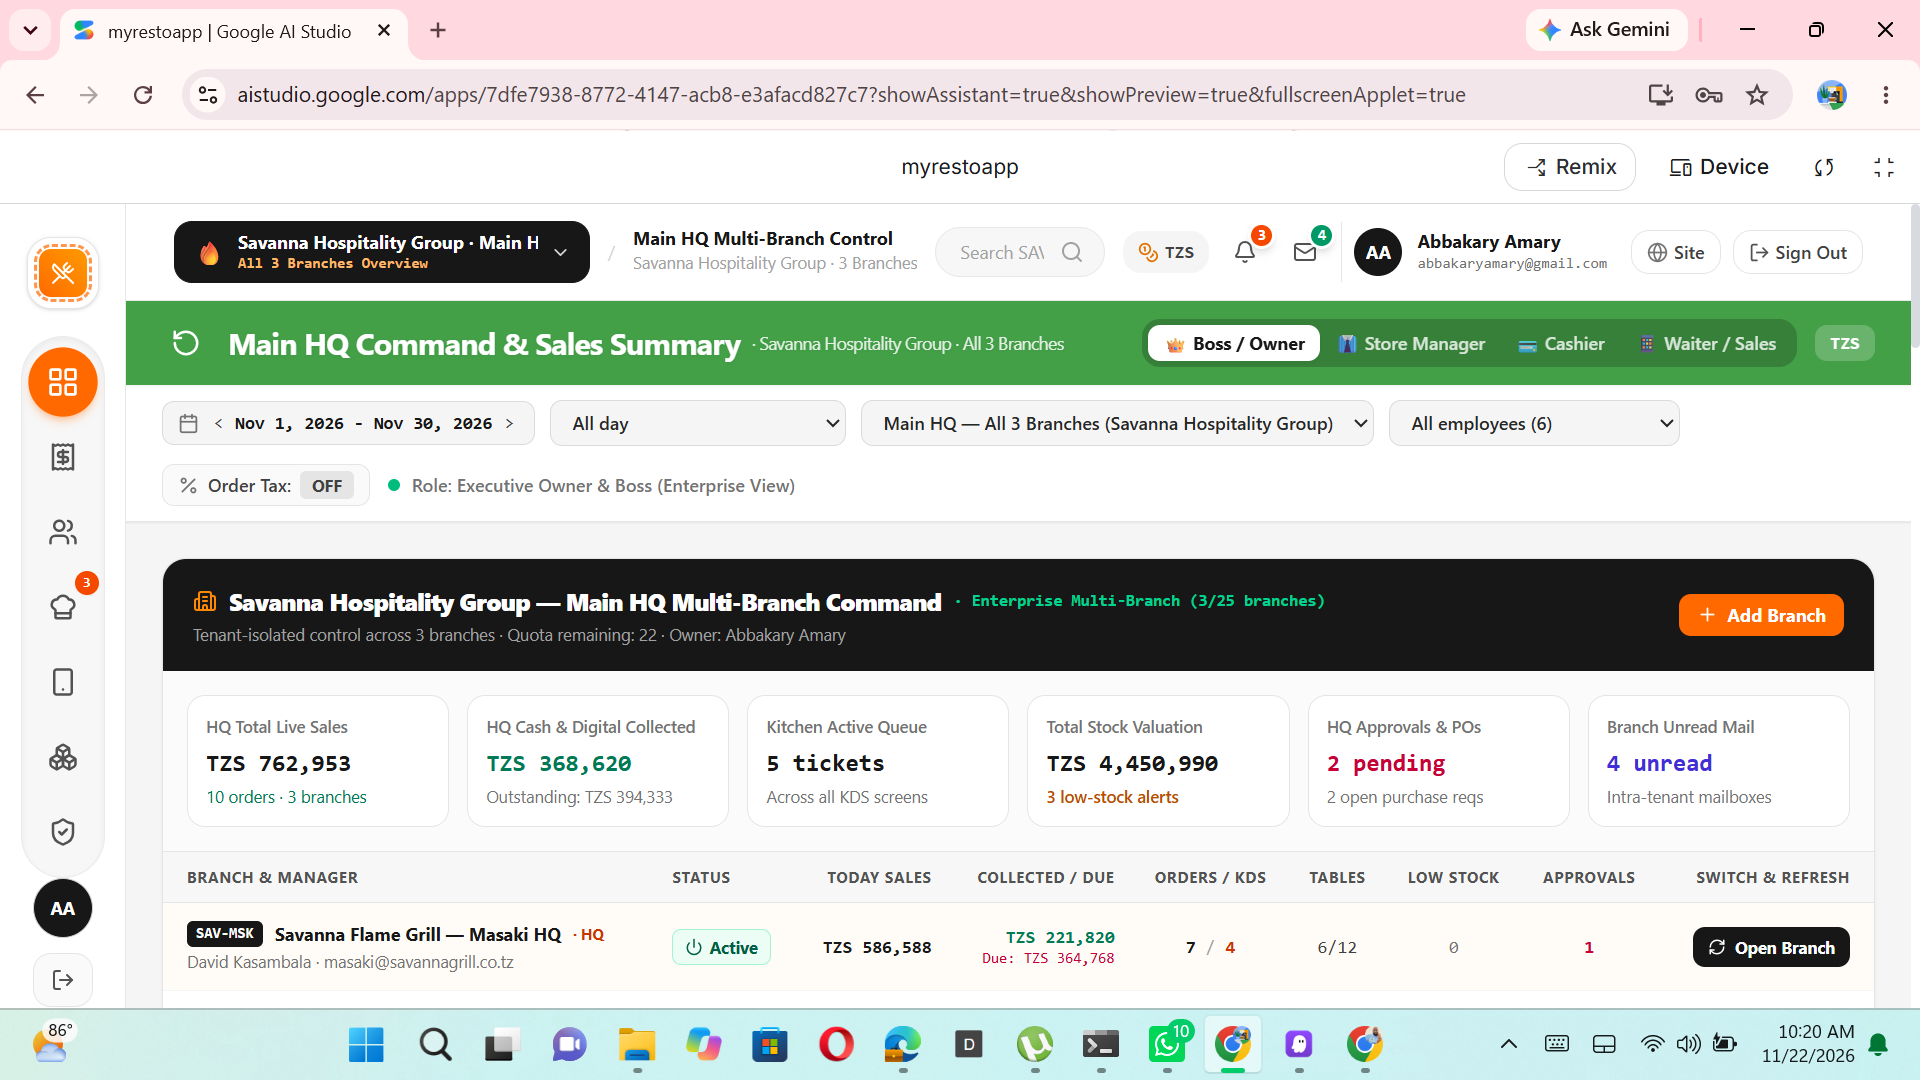 myrestoapp | Google AI Studio
Ask Gemini
aistudio.google.com/apps/7dfe7938-8772-4147-acb8-e3afacd827c7?showAssistant=true&showPreview=true&fullscreenApplet=true
myrestoapp
Remix
Device
Savanna Hospitality Group · Main H
All 3 Branches Overview
/
Main HQ Multi-Branch Control
Savanna Hospitality Group · 3 Branches
Search SAV
TZS
3
4
AA
Abbakary Amary
abbakaryamary@gmail.com
Site
Sign Out
Main HQ Command & Sales Summary · Savanna Hospitality Group · All 3 Branches
Boss / Owner
Store Manager
Cashier
Waiter / Sales
TZS
< Nov 1, 2026 - Nov 30, 2026 >
All day
Main HQ — All 3 Branches (Savanna Hospitality Group)
All employees (6)
% Order Tax: OFF
Role: Executive Owner & Boss (Enterprise View)
3
Savanna Hospitality Group — Main HQ Multi-Branch Command · Enterprise Multi-Branch (3/25 branches)
Tenant-isolated control across 3 branches · Quota remaining: 22 · Owner: Abbakary Amary
+ Add Branch
HQ Total Live Sales
TZS 762,953
10 orders · 3 branches
HQ Cash & Digital Collected
TZS 368,620
Outstanding: TZS 394,333
Kitchen Active Queue
5 tickets
Across all KDS screens
Total Stock Valuation
TZS 4,450,990
3 low-stock alerts
HQ Approvals & POs
2 pending
2 open purchase reqs
Branch Unread Mail
4 unread
Intra-tenant mailboxes
BRANCH & MANAGER
STATUS
TODAY SALES
COLLECTED / DUE
ORDERS / KDS
TABLES
LOW STOCK
APPROVALS
SWITCH & REFRESH
SAV-MSK Savanna Flame Grill — Masaki HQ · HQ
David Kasambala · masaki@savannagrill.co.tz
Active
TZS 586,588
TZS 221,820
Due: TZS 364,768
7 / 4
6/12
0
1
Open Branch
AA
86°
D
10
10:20 AM
11/22/2026